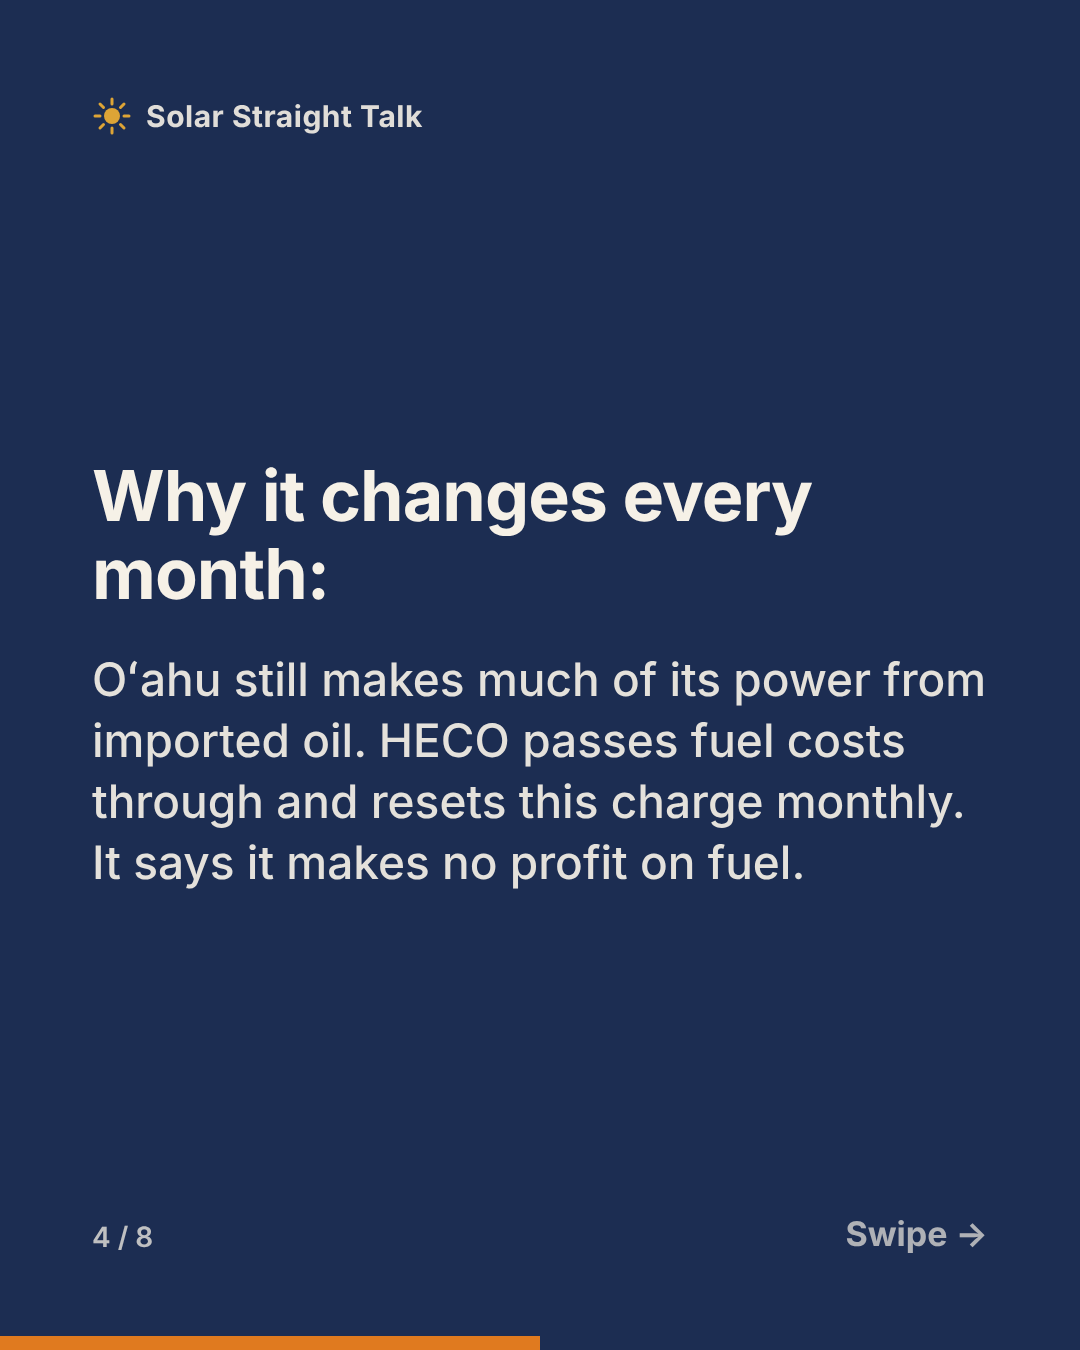 Solar Straight Talk
Why it changes every
month:
Oʻahu still makes much of its power from
imported oil. HECO passes fuel costs
through and resets this charge monthly.
It says it makes no profit on fuel.
4 / 8
Swipe →